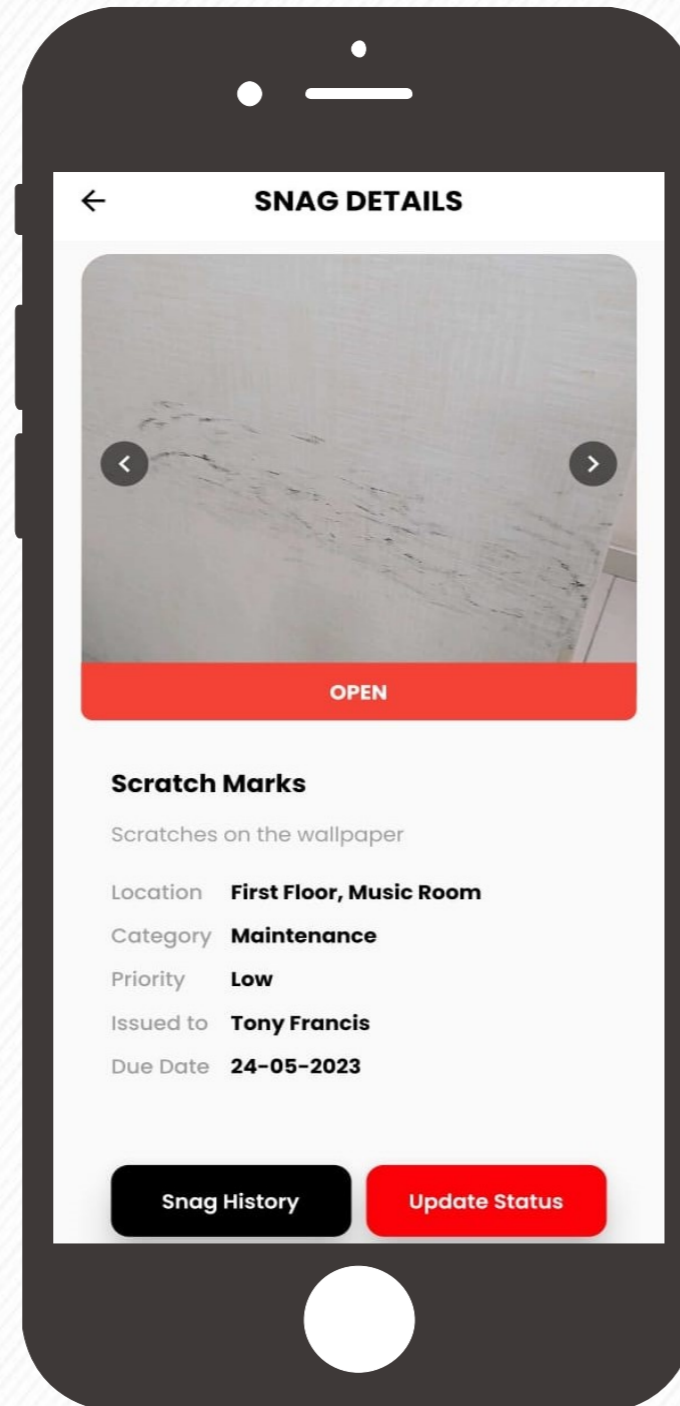 SNAG DETAILS
OPEN
Scratch Marks
Scratches on the wallpaper
Location First Floor, Music Room
Category Maintenance
Priority Low
Issued to Tony Francis
Due Date 24-05-2023
Snag History Update Status